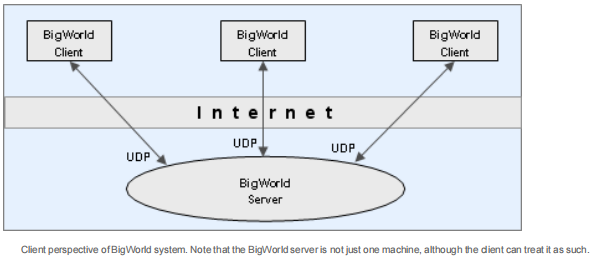 BigWorld
Client
BigWorld
Client
BigWorld
Client
Internet
UDP
UDP
UDP
BigWorld
Server
Client perspective of BigWorld system. Note that the BigWorld server is not just one machine, although the client can treat it as such.